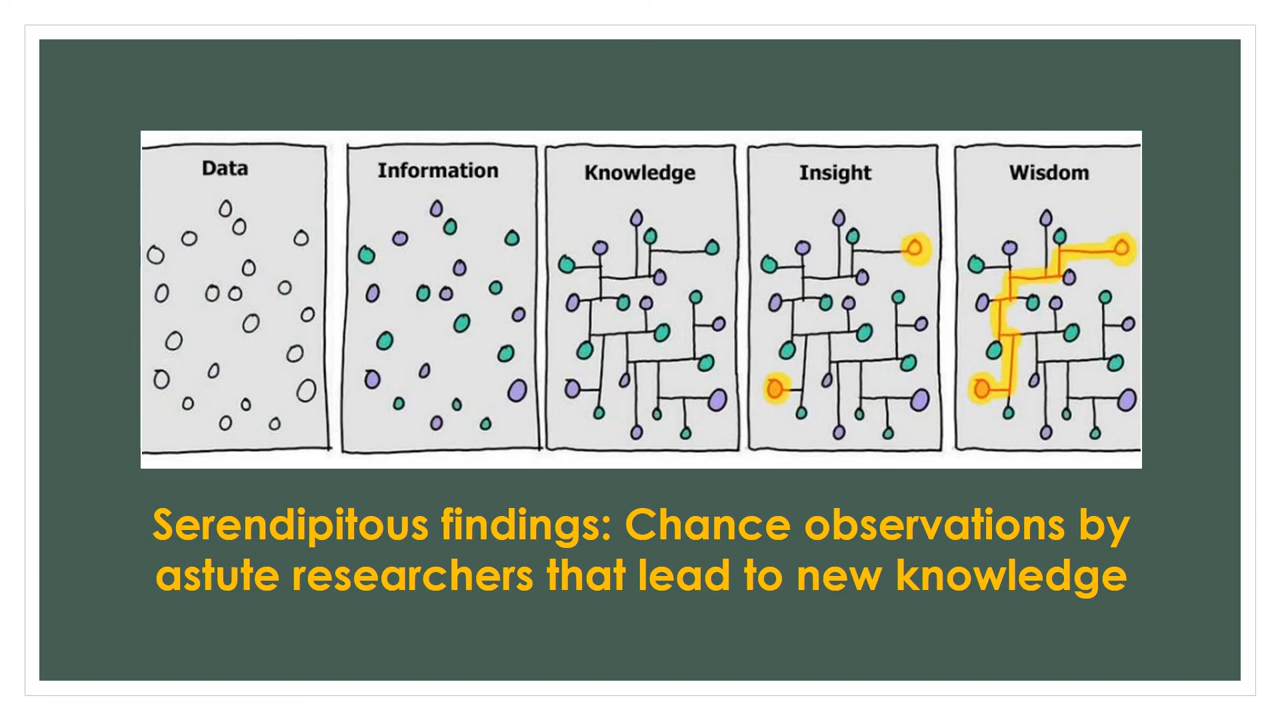 Data
Information
Knowledge
Insight
Wisdom
Serendipitous findings: Chance observations by
astute researchers that lead to new knowledge